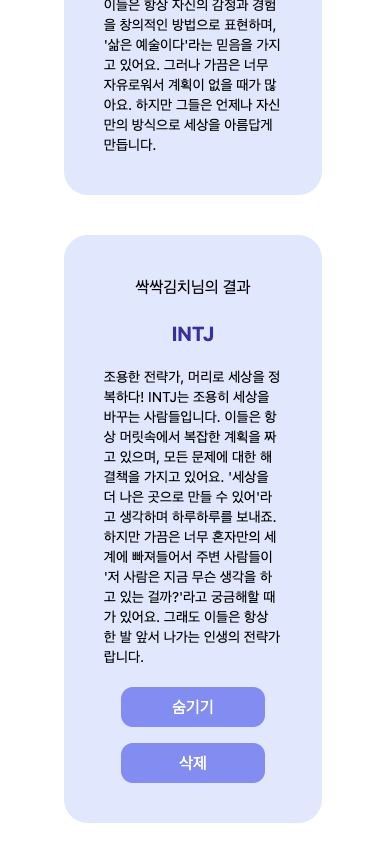 이들은 항상 자신의 감정과 경험
을 창의적인 방법으로 표현하며,
'삶은 예술이다'라는 믿음을 가지
고 있어요. 그러나 가끔은 너무
자유로워서 계획이 없을 때가 많
아요. 하지만 그들은 언제나 자신
만의 방식으로 세상을 아름답게
만듭니다.
싹싹김치님의 결과
INTJ
조용한 전략가, 머리로 세상을 정
복하다! INTJ는 조용히 세상을
바꾸는 사람들입니다. 이들은 항
상 머릿속에서 복잡한 계획을 짜
고 있으며, 모든 문제에 대한 해
결책을 가지고 있어요. '세상을
더 나은 곳으로 만들 수 있어'라
고 생각하며 하루하루를 보내죠.
하지만 가끔은 너무 혼자만의 세
계에 빠져들어서 주변 사람들이
'저 사람은 지금 무슨 생각을 하
고 있는 걸까?'라고 궁금해할 때
가 있어요. 그래도 이들은 항상
한 발 앞서 나가는 인생의 전략가
랍니다.
숨기기
삭제